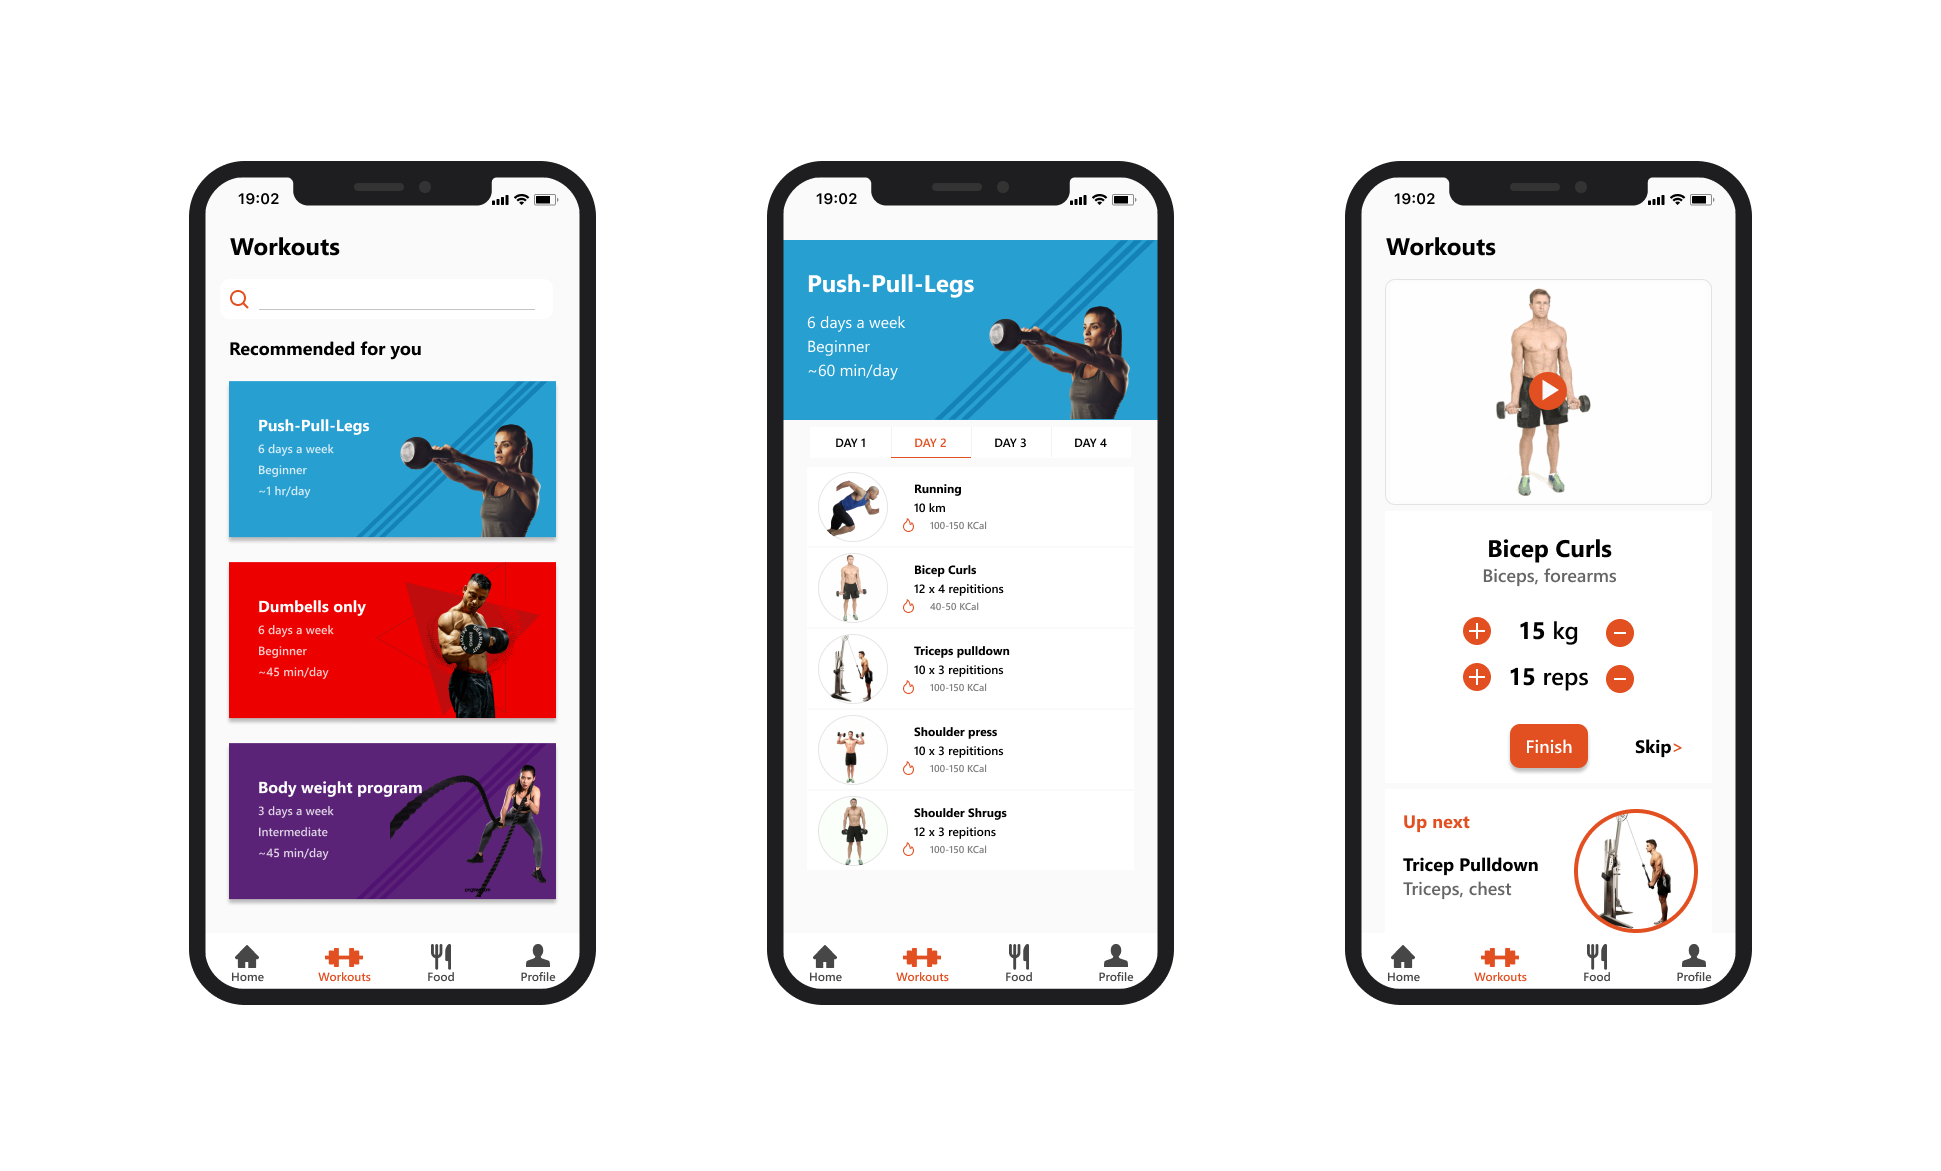 19:02
Workouts
Recommended for you
Push-Pull-Legs
6 days a week
Beginner
~1 hr/day
Dumbells only
6 days a week
Beginner
~45 min/day
Body weight program
3 days a week
Intermediate
~45 min/day
Home Workouts Food Profile
19:02
Push-Pull-Legs
6 days a week
Beginner
~60 min/day
DAY 1 DAY 2 DAY 3 DAY 4
Running
10 km
100-150 KCal
Bicep Curls
12 x 4 repititions
40-50 KCal
Triceps pulldown
10 x 3 repititions
100-150 KCal
Shoulder press
10 x 3 repititions
100-150 KCal
Shoulder Shrugs
12 x 3 repitions
100-150 KCal
Home Workouts Food Profile
19:02
Workouts
Bicep Curls
Biceps, forearms
15 kg
15 reps
Finish Skip>
Up next
Tricep Pulldown
Triceps, chest
Home Workouts Food Profile